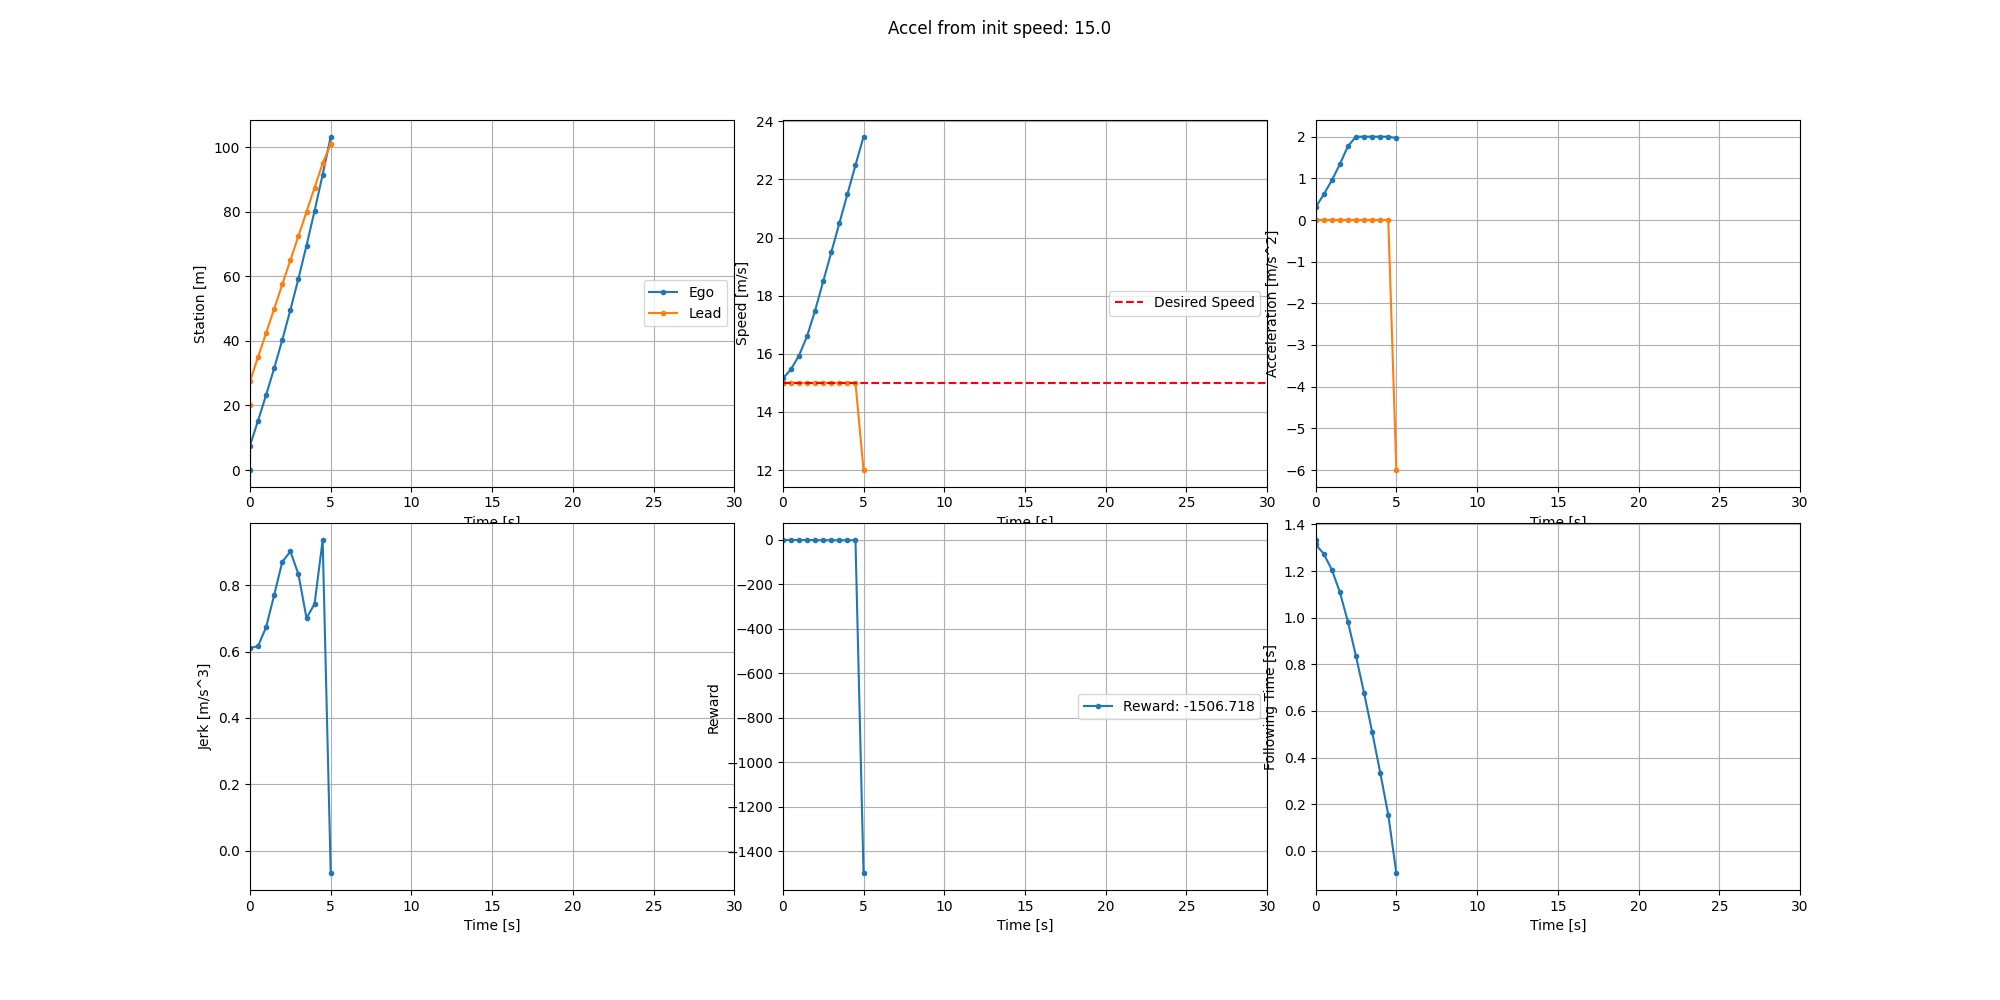 Accel from init speed: 15.0
Station [m]
100
80
60
40
20
0
Ego
Lead
0 5 10 15 20 25 30
Time [s]
Speed [m/s]
24
22
20
18
16
14
12
Desired Speed
0 5 10 15 20 25 30
Time [s]
Acceleration [m/s^2]
2
1
0
−1
−2
−3
−4
−5
−6
0 5 10 15 20 25 30
Time [s]
Jerk [m/s^3]
0.8
0.6
0.4
0.2
0.0
0 5 10 15 20 25 30
Time [s]
Reward
0
−200
−400
−600
−800
−1000
−1200
−1400
Reward: -1506.718
0 5 10 15 20 25 30
Time [s]
Following Time [s]
1.4
1.2
1.0
0.8
0.6
0.4
0.2
0.0
0 5 10 15 20 25 30
Time [s]